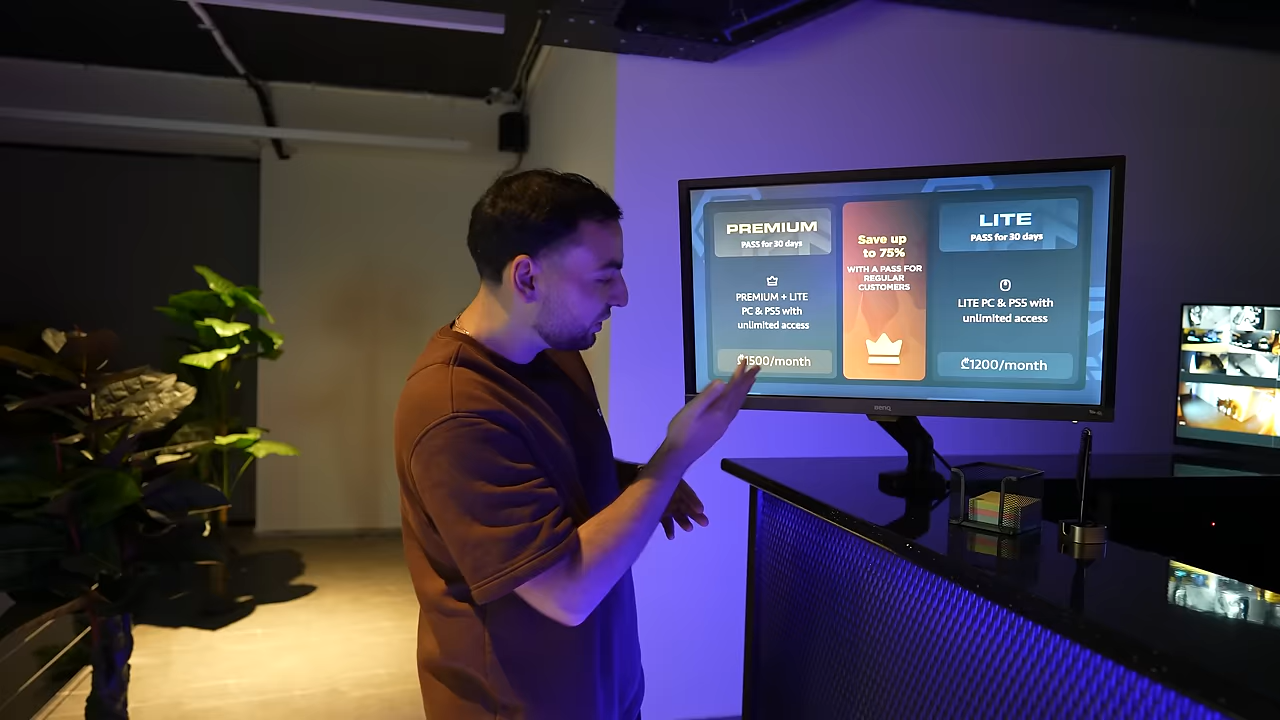 PREMIUM
PASS for 30 days
PREMIUM + LITE
PC & PS5 with
unlimited access
₾1500/month
Save up
to 75%
WITH A PASS FOR
REGULAR
CUSTOMERS
LITE
PASS for 30 days
LITE PC & PS5 with
unlimited access
₾1200/month
BenQ